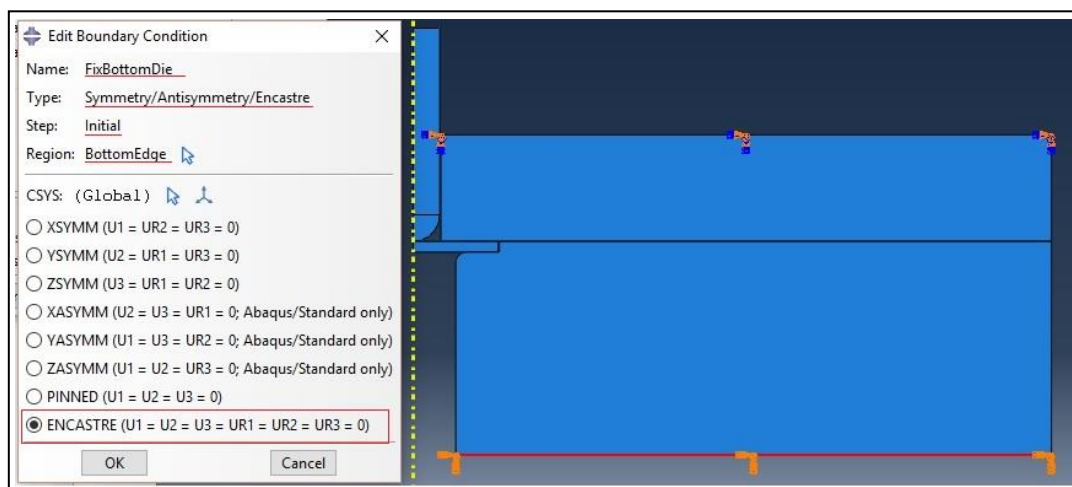 Edit Boundary Condition
Name: FixBottomDie
Type: Symmetry/Antisymmetry/Encastre
Step: Initial
Region: BottomEdge
CSYS: (Global)
XSYMM (U1 = UR2 = UR3 = 0)
YSYMM (U2 = UR1 = UR3 = 0)
ZSYMM (U3 = UR1 = UR2 = 0)
XASYMM (U2 = U3 = UR1 = 0; Abaqus/Standard only)
YASYMM (U1 = U3 = UR2 = 0; Abaqus/Standard only)
ZASYMM (U1 = U2 = UR3 = 0; Abaqus/Standard only)
PINNED (U1 = U2 = U3 = 0)
ENCASTRE (U1 = U2 = U3 = UR1 = UR2 = UR3 = 0)
OK Cancel